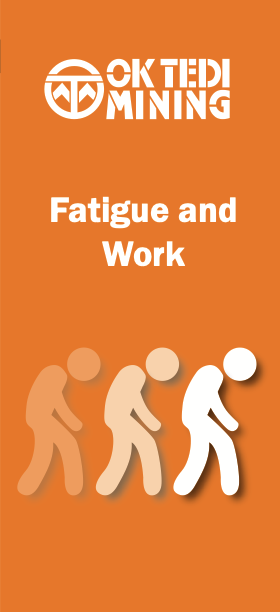 OK TEDI
MINING
Fatigue and
Work